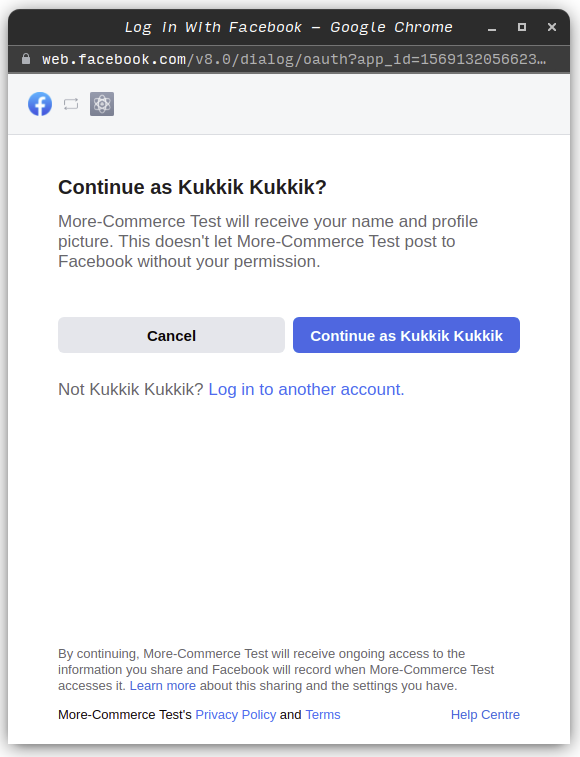 Log in With Facebook – Google Chrome
web.facebook.com/v8.0/dialog/oauth?app_id=1569132056623…
Continue as Kukkik Kukkik?
More-Commerce Test will receive your name and profile
picture. This doesn't let More-Commerce Test post to
Facebook without your permission.
Cancel
Continue as Kukkik Kukkik
Not Kukkik Kukkik? Log in to another account.
By continuing, More-Commerce Test will receive ongoing access to the
information you share and Facebook will record when More-Commerce Test
accesses it. Learn more about this sharing and the settings you have.
More-Commerce Test's Privacy Policy and Terms
Help Centre